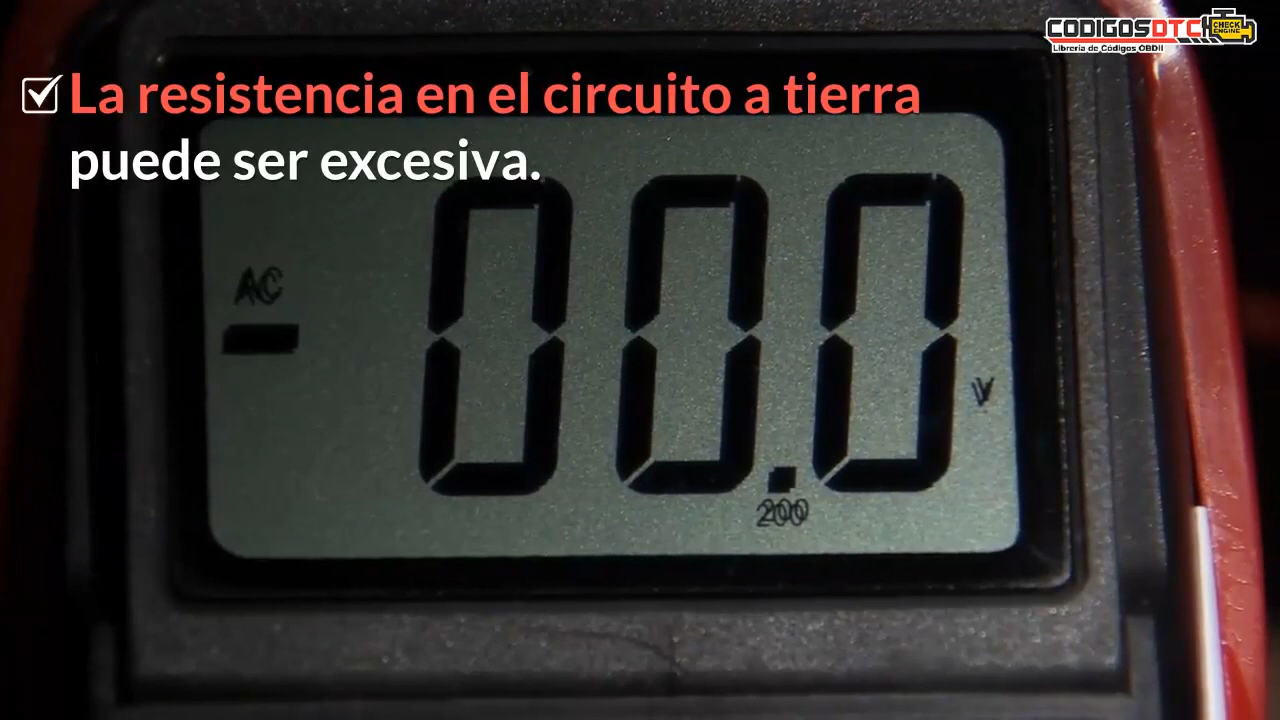 CODIGOSDTC
CHECK
ENGINE
Librería de Códigos OBDII
La resistencia en el circuito a tierra
puede ser excesiva.
AC
-00.0
V
200